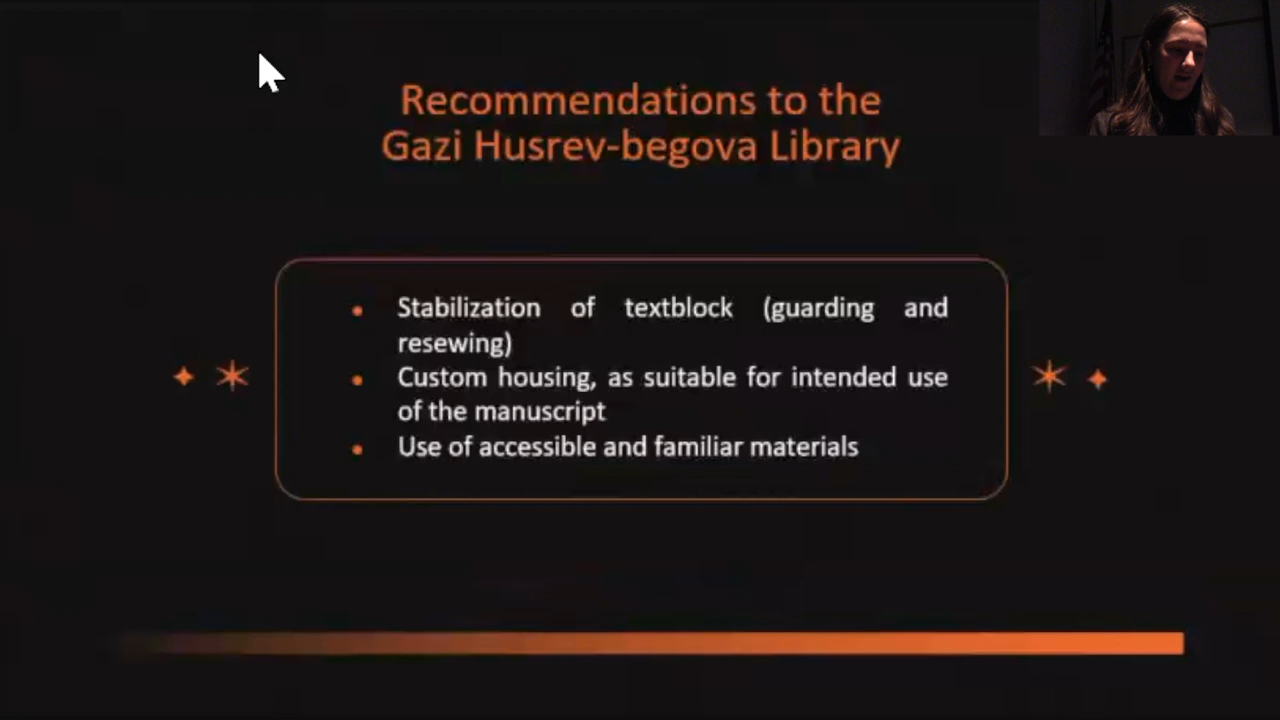 Recommendations to the
Gazi Husrev-begova Library
Stabilization of textblock (guarding and
resewing)
Custom housing, as suitable for intended use
of the manuscript
Use of accessible and familiar materials